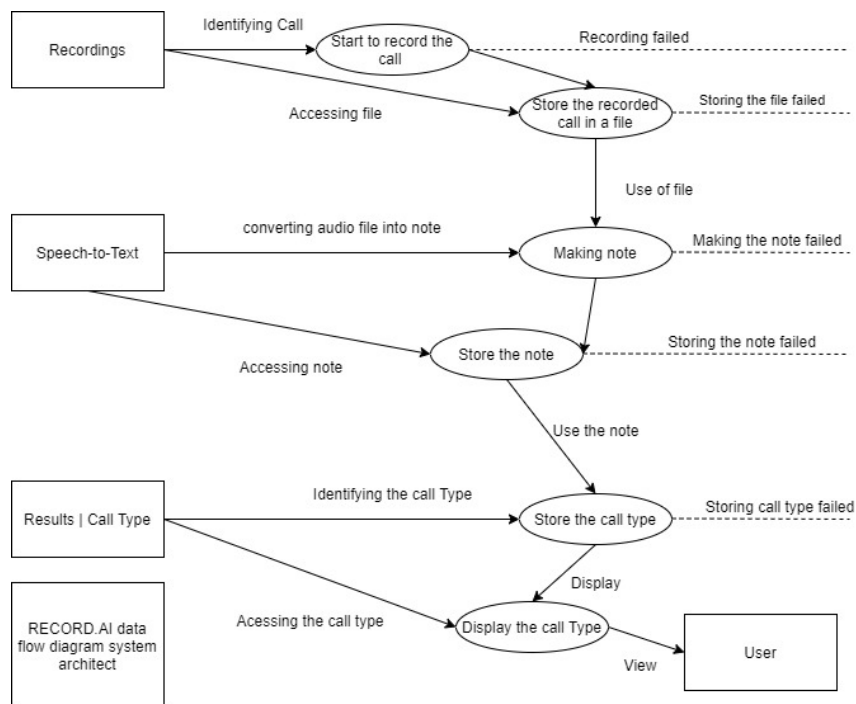 Identifying Call
Recordings
Start to record the
call
Recording failed
Accessing file
Store the recorded
call in a file
Storing the file failed
Use of file
Speech-to-Text
converting audio file into note
Making note
Making the note failed
Accessing note
Store the note
Storing the note failed
Use the note
Results | Call Type
Identifying the call Type
Store the call type
Storing call type failed
Display
Acessing the call type
Display the call Type
View
User
RECORD.AI data
flow diagram system
architect